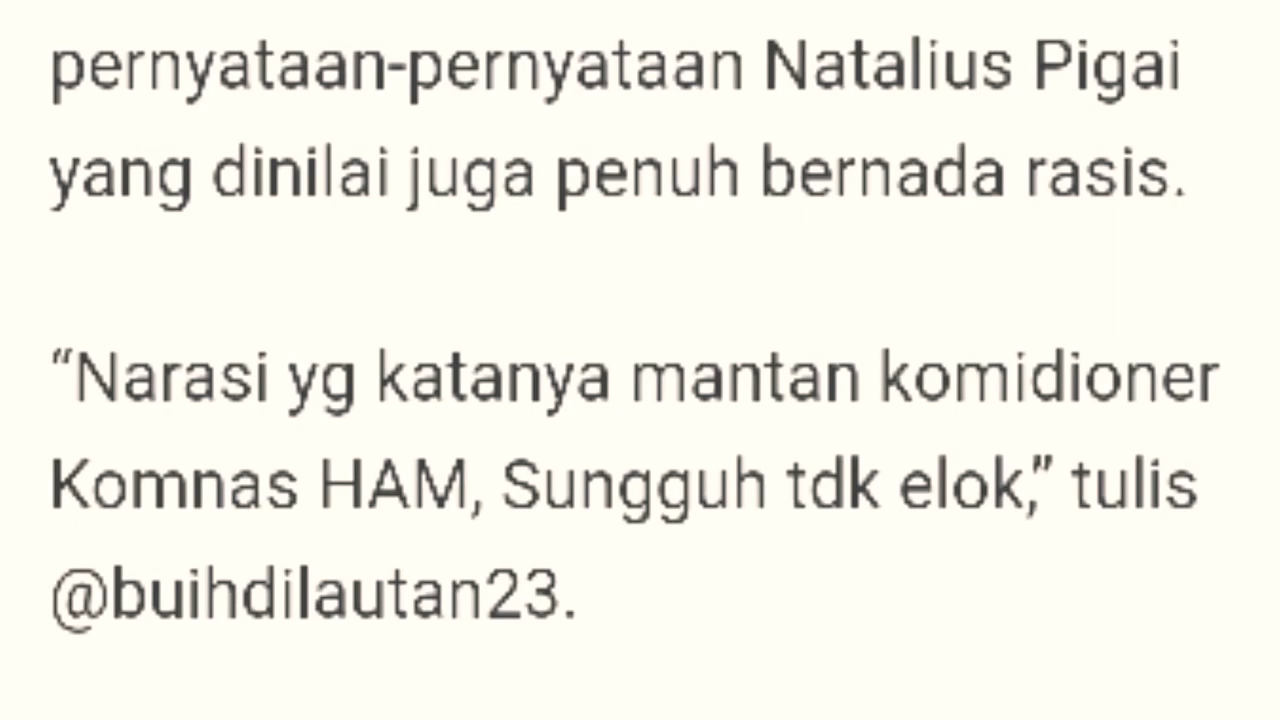 pernyataan-pernyataan Natalius Pigai
yang dinilai juga penuh bernada rasis.
“Narasi yg katanya mantan komidioner
Komnas HAM, Sungguh tdk elok,” tulis
@buihdilautan23.